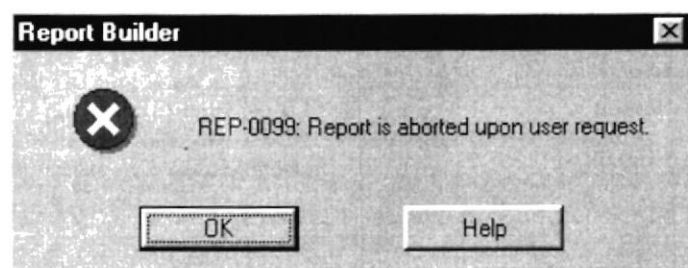 Report Builder
REP-0099: Report is aborted upon user request.
OK
Help